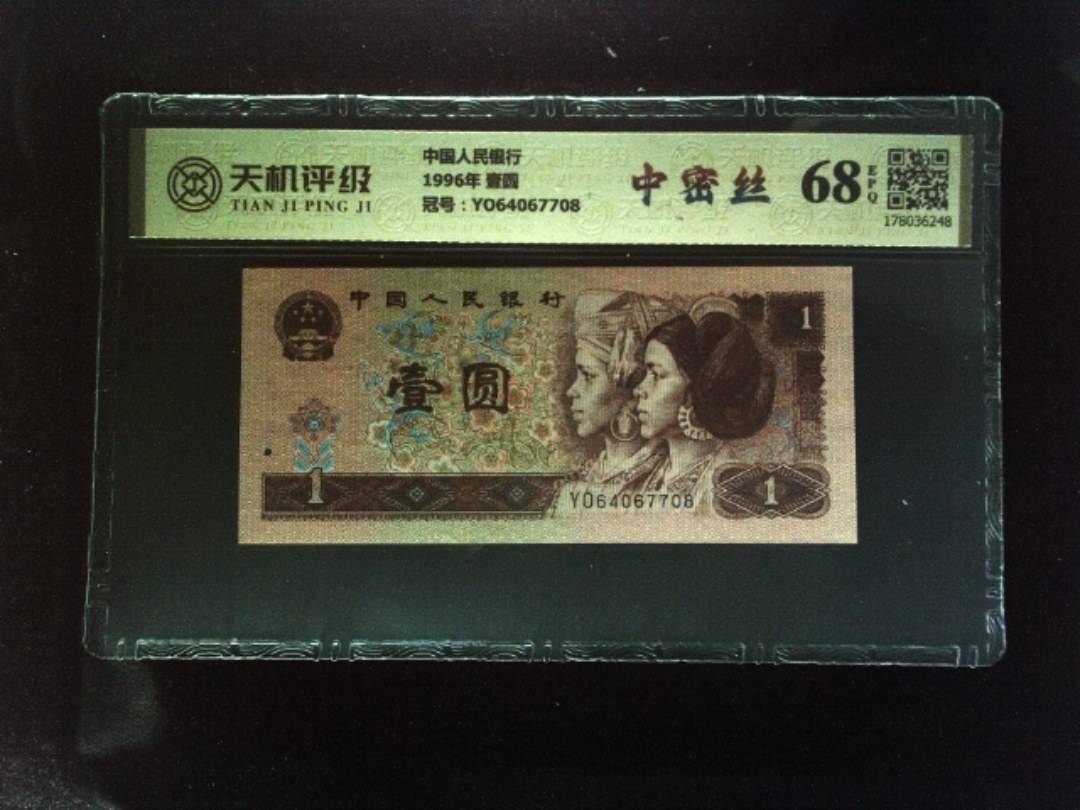 天机评级
TIAN JI PING JI
中国人民银行
1996年 壹圆
冠号：YO64067708
中密丝
68
EPQ
178036248
中国人民银行
1
壹圆
1
YO64067708
1